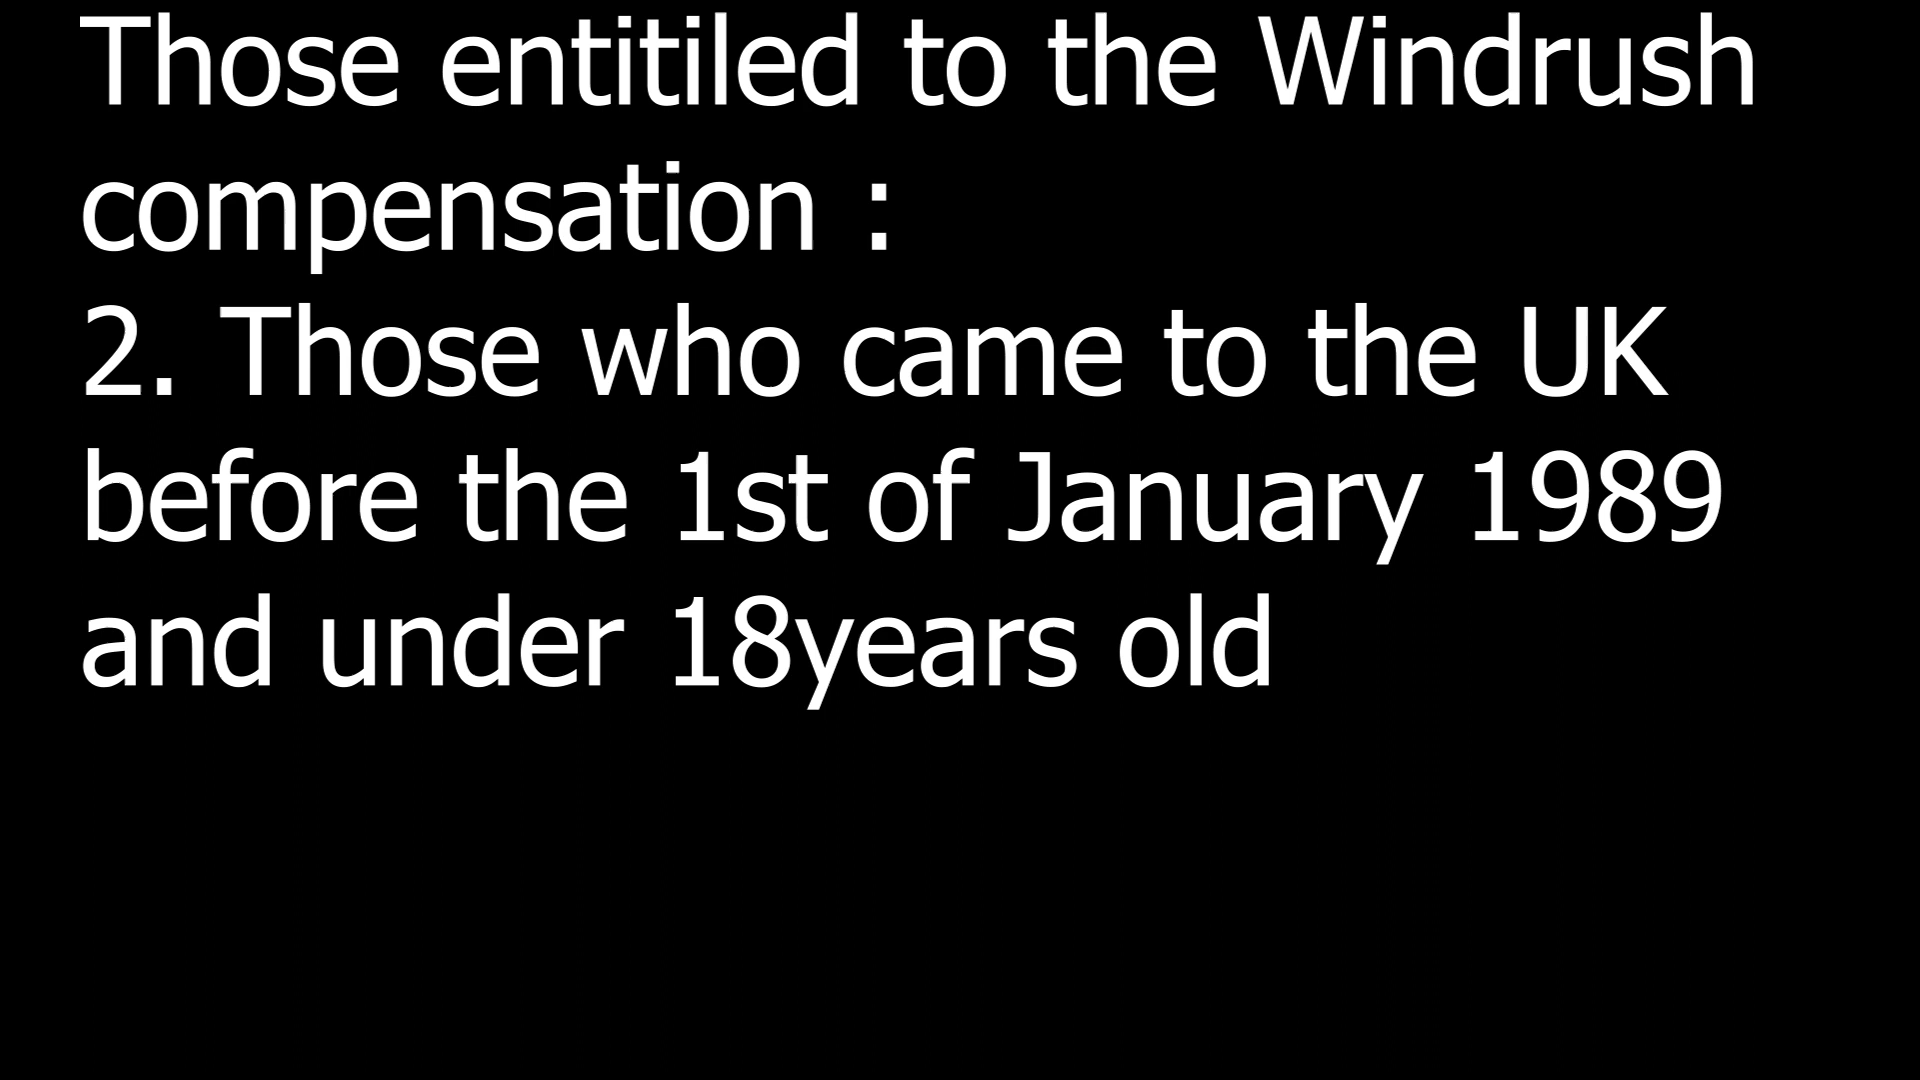 Those entitiled to the Windrush
compensation :
2. Those who came to the UK
before the 1st of January 1989
and under 18years old